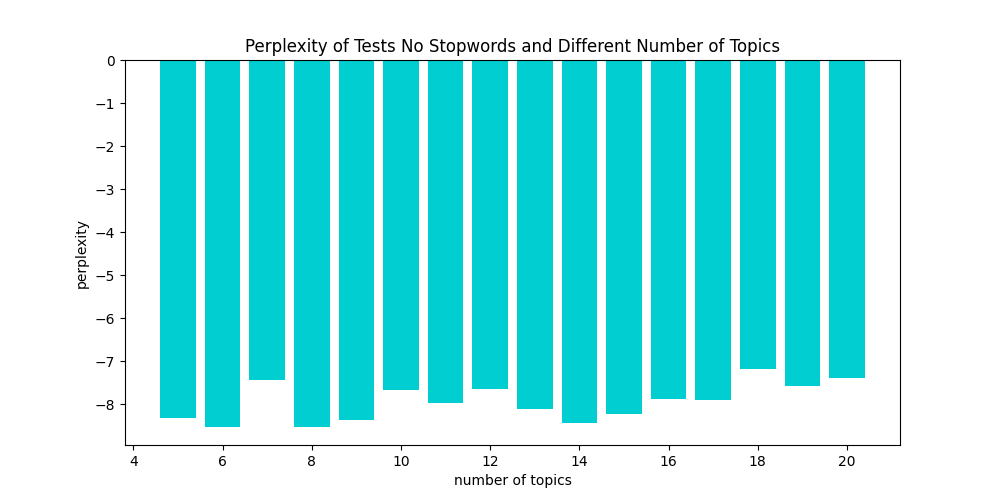 Perplexity of Tests No Stopwords and Different Number of Topics
perplexity
0
−1
−2
−3
−4
−5
−6
−7
−8
4 6 8 10 12 14 16 18 20
number of topics